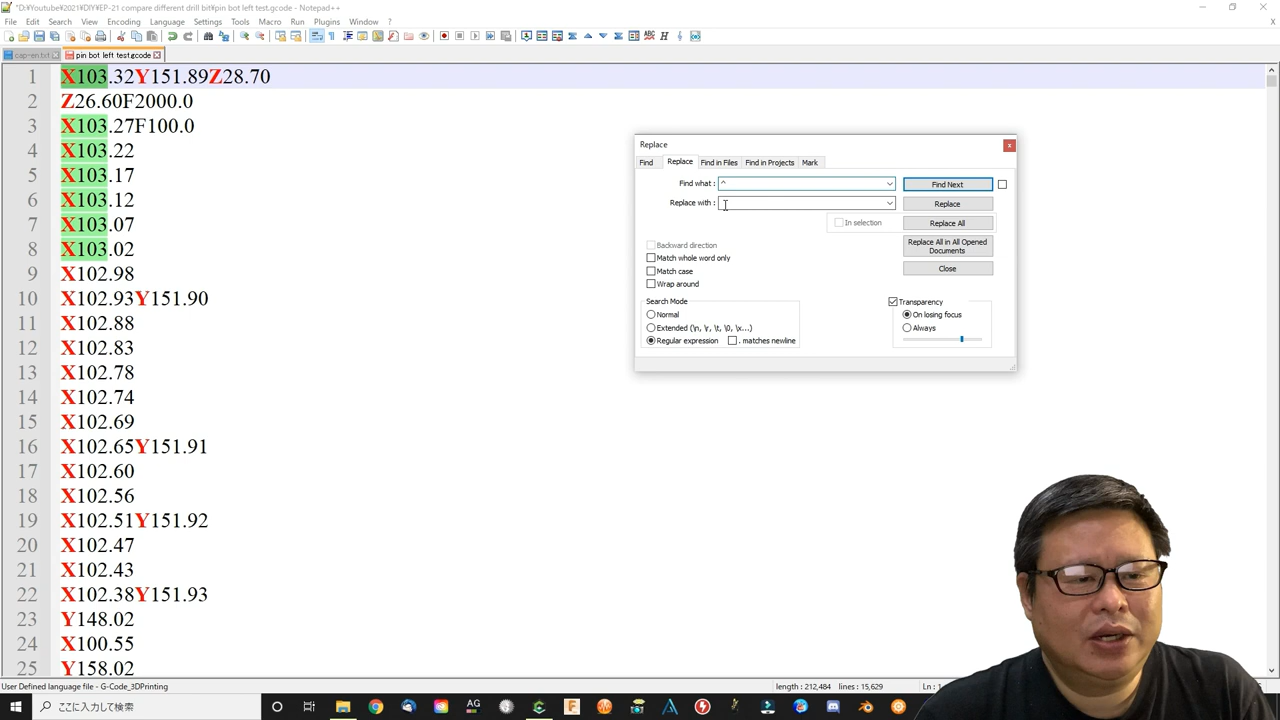 *D:¥Youtube¥2021¥DIY¥EP-21 compare different drill bit¥pin bot left test.gcode - Notepad++
File Edit Search View Encoding Language Settings Tools Macro Run Plugins Window ? X
cap-en.txt pin bot left test.gcode
1 X103.32Y151.89Z28.70
2 Z26.60F2000.0
3 X103.27F100.0
4 X103.22
5 X103.17
6 X103.12
7 X103.07
8 X103.02
9 X102.98
10 X102.93Y151.90
11 X102.88
12 X102.83
13 X102.78
14 X102.74
15 X102.69
16 X102.65Y151.91
17 X102.60
18 X102.56
19 X102.51Y151.92
20 X102.47
21 X102.43
22 X102.38Y151.93
23 Y148.02
24 X100.55
25 Y158.02
Replace
Find Replace Find in Files Find in Projects Mark
Find what : ^ Find Next
Replace with : Replace
In selection Replace All
Backward direction Replace All in All Opened Documents
Match whole word only
Match case Close
Wrap around
Search Mode Transparency
Normal On losing focus
Extended (\n, \r, \t, \0, \x...) Always
Regular expression . matches newline
User Defined language file - G-Code_3DPrinting length : 212,484 lines : 15,629 Ln :
ここに入力して検索